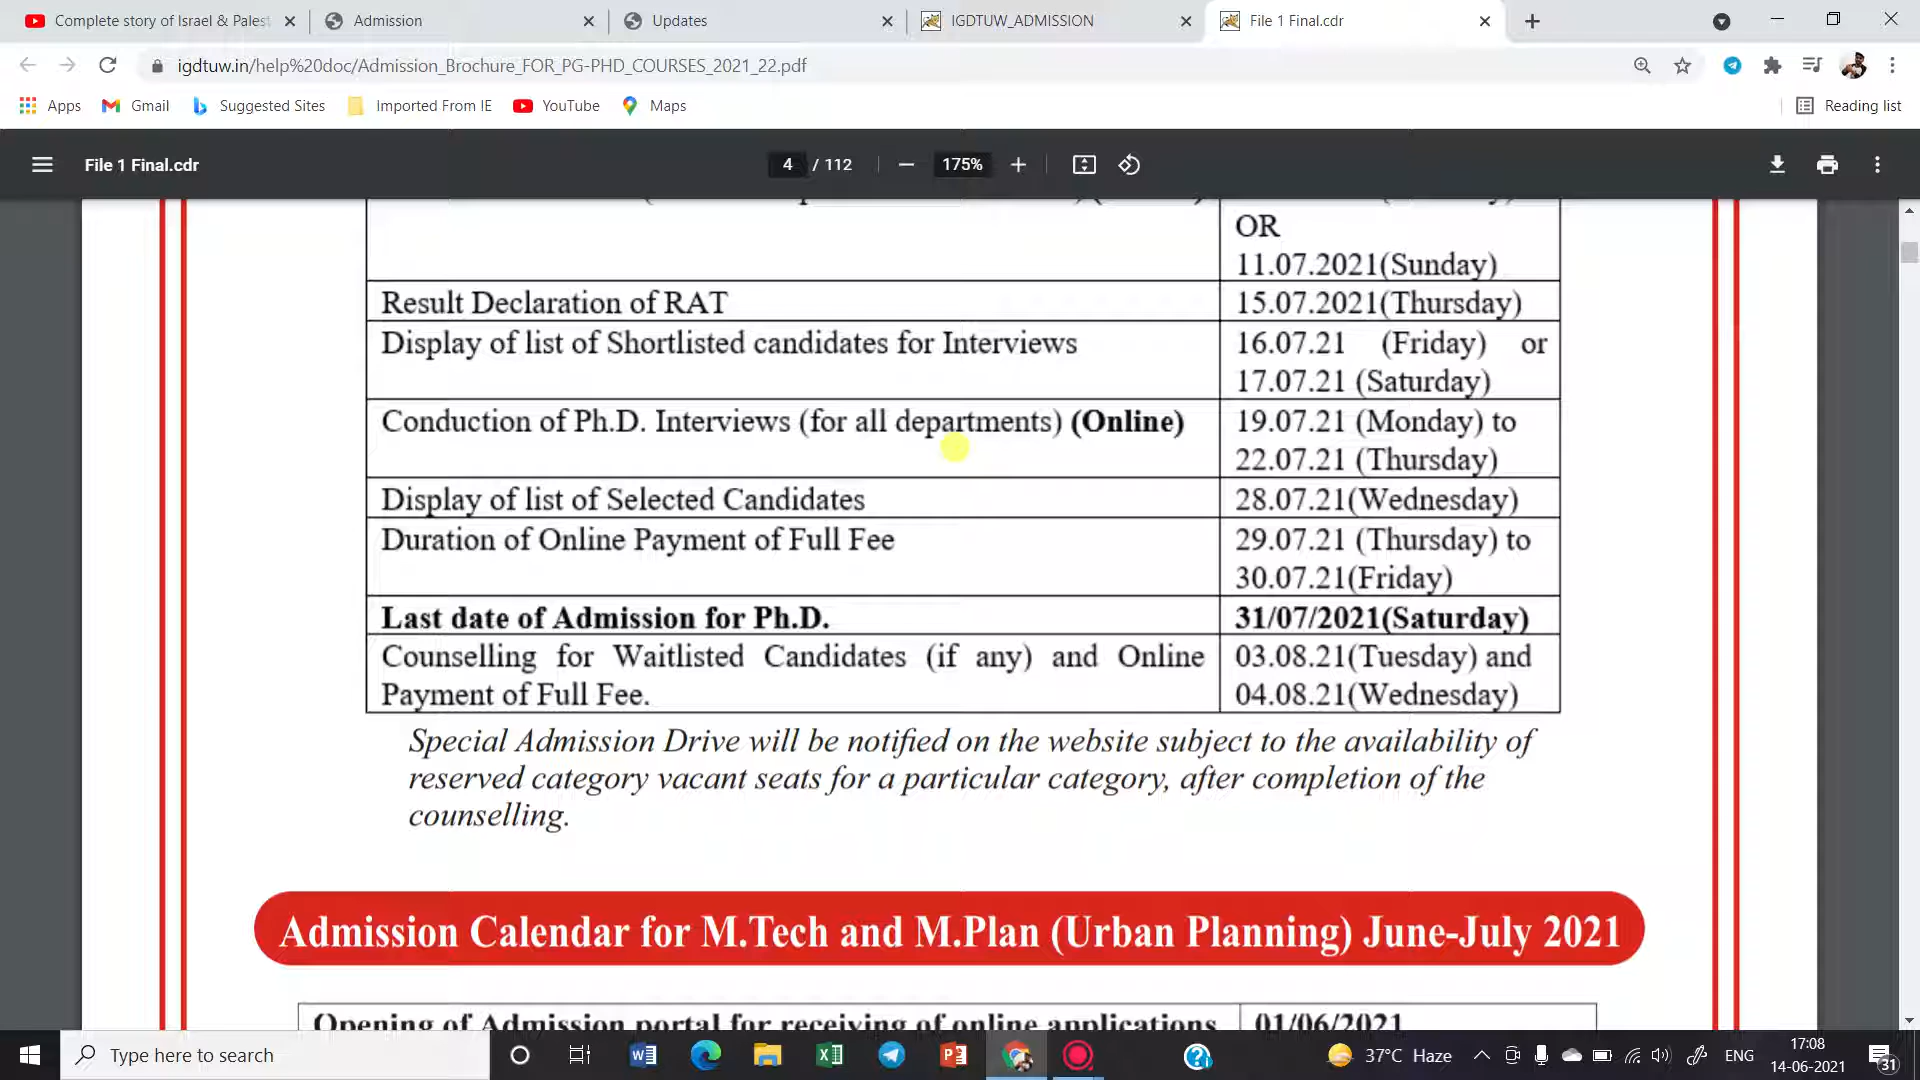 Complete story of Israel & Palest
Admission
Updates
IGDTUW_ADMISSION
File 1 Final.cdr
igdtuw.in/help%20doc/Admission_Brochure_FOR_PG-PHD_COURSES_2021_22.pdf
Apps
Gmail
Suggested Sites
Imported From IE
YouTube
Maps
Reading list
File 1 Final.cdr
4 / 112
175%
OR
11.07.2021(Sunday)
Result Declaration of RAT
15.07.2021(Thursday)
Display of list of Shortlisted candidates for Interviews
16.07.21 (Friday) or
17.07.21 (Saturday)
Conduction of Ph.D. Interviews (for all departments) (Online)
19.07.21 (Monday) to
22.07.21 (Thursday)
Display of list of Selected Candidates
28.07.21(Wednesday)
Duration of Online Payment of Full Fee
29.07.21 (Thursday) to
30.07.21(Friday)
Last date of Admission for Ph.D.
31/07/2021(Saturday)
Counselling for Waitlisted Candidates (if any) and Online
Payment of Full Fee.
03.08.21(Tuesday) and
04.08.21(Wednesday)
Special Admission Drive will be notified on the website subject to the availability of
reserved category vacant seats for a particular category, after completion of the
counselling.
Admission Calendar for M.Tech and M.Plan (Urban Planning) June-July 2021
Opening of Admission portal for receiving of online applications
01/06/2021
Type here to search
37°C Haze
ENG
17:08
14-06-2021
31